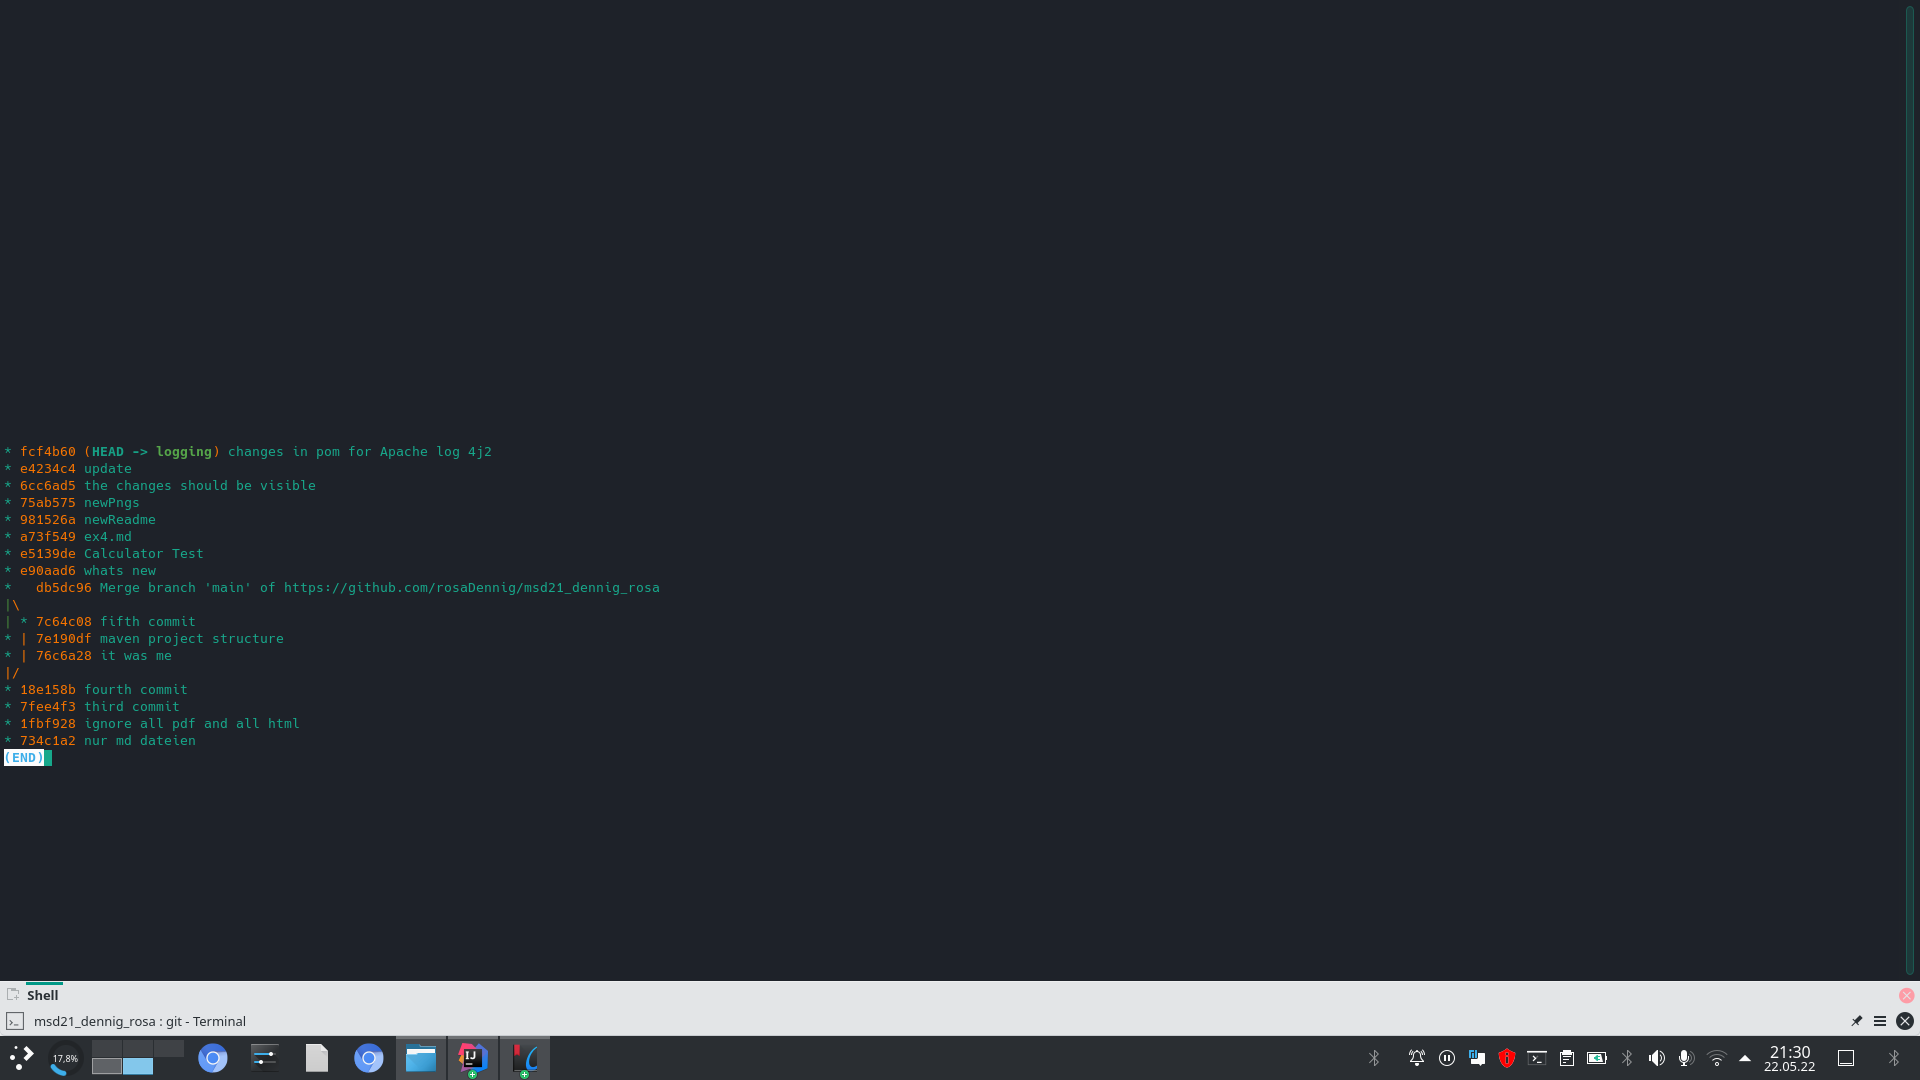 * fcf4b60 (HEAD -> logging) changes in pom for Apache log 4j2
* e4234c4 update
* 6cc6ad5 the changes should be visible
* 75ab575 newPngs
* 981526a newReadme
* a73f549 ex4.md
* e5139de Calculator Test
* e90aad6 whats new
*   db5dc96 Merge branch 'main' of https://github.com/rosaDennig/msd21_dennig_rosa
|\
| * 7c64c08 fifth commit
* | 7e190df maven project structure
* | 76c6a28 it was me
|/
* 18e158b fourth commit
* 7fee4f3 third commit
* 1fbf928 ignore all pdf and all html
* 734c1a2 nur md dateien
(END)
Shell
msd21_dennig_rosa : git - Terminal
17,8%
IJ
21:30
22.05.22